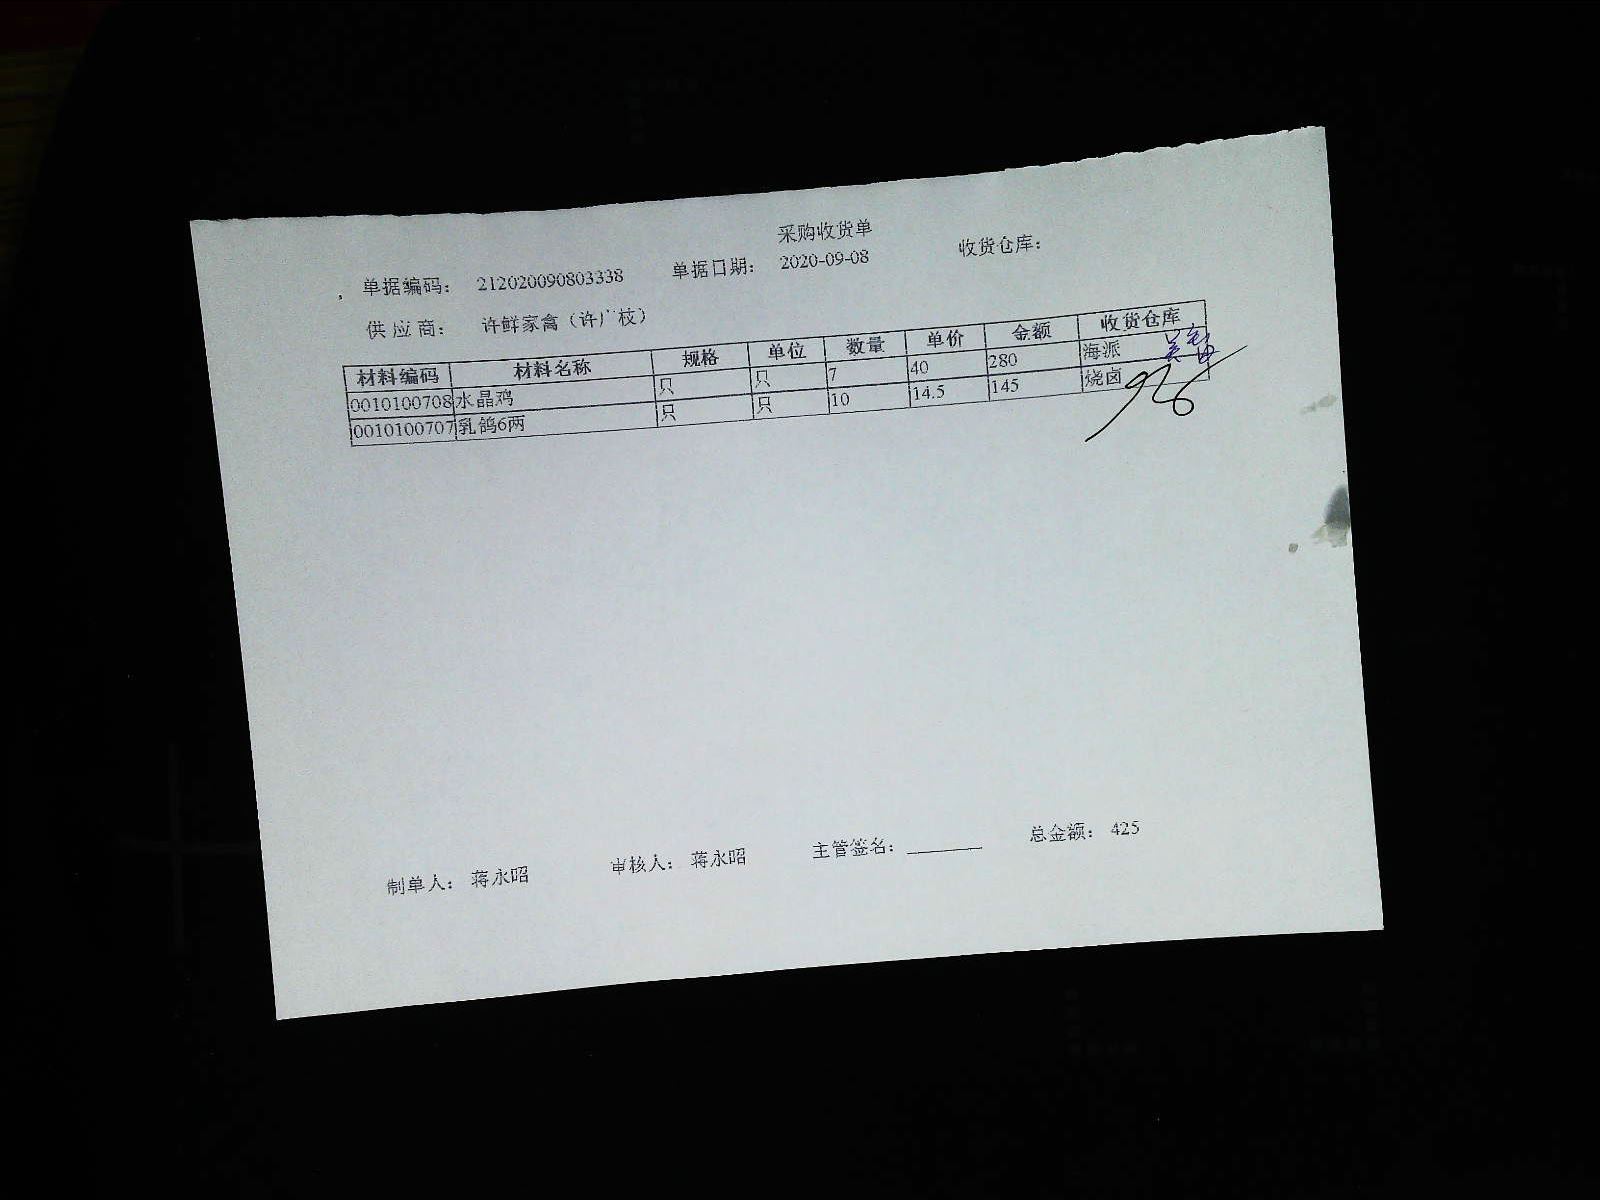 采购收货单
单据编码： 212020090803338 单据日期： 2020-09-08 收货仓库：
供应商： 许鲜家禽（许广枝）
材料编码 材料名称 规格 单位 数量 单价 金额 收货仓库
0010100708 水晶鸡 只 只 7 40 280 海派
0010100707 乳鸽6两 只 只 10 14.5 145 烧卤
制单人： 蒋永昭 审核人： 蒋永昭 主管签名： 总金额： 425